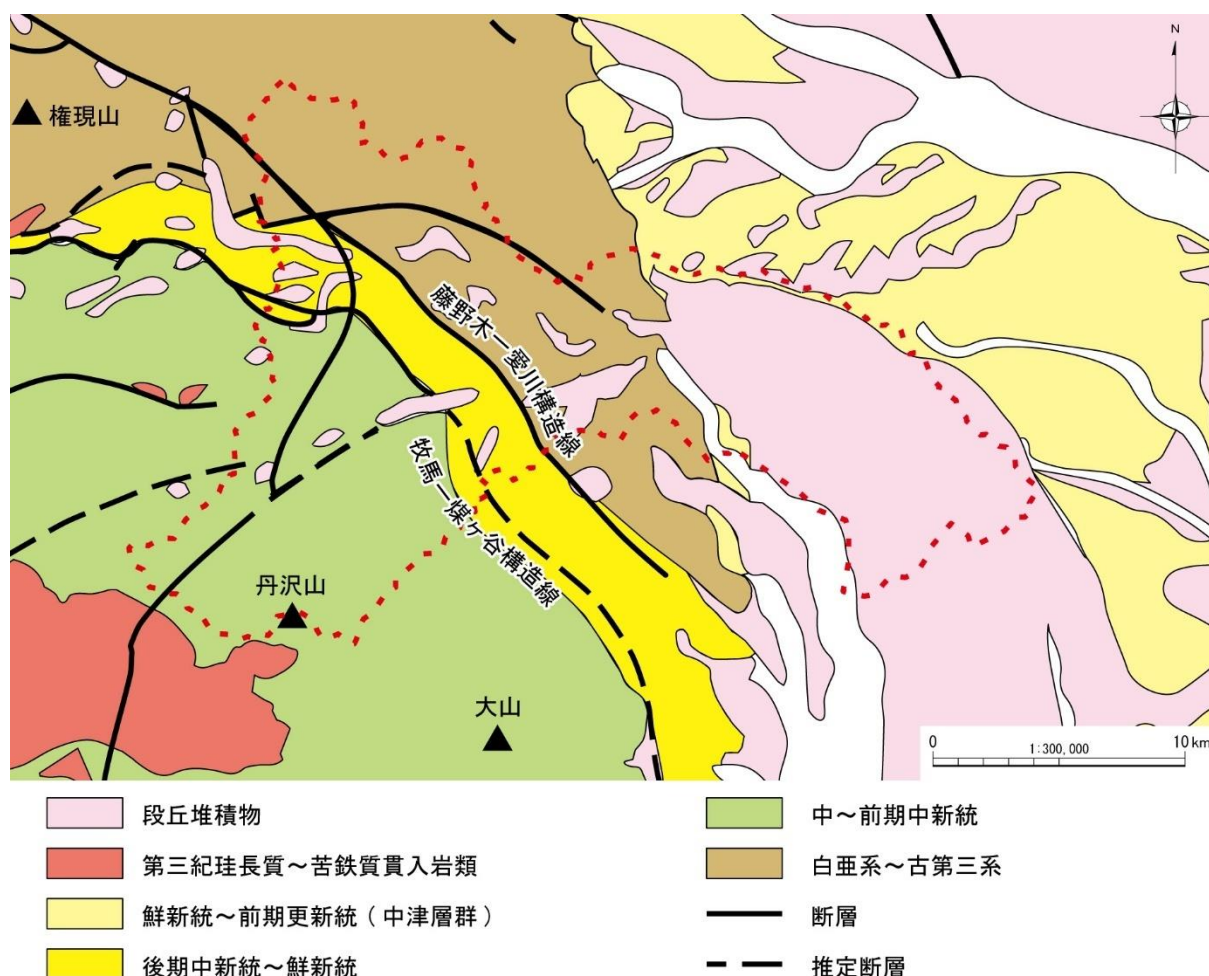 N
権現山
藤野木ー愛川構造線
牧馬ー煤ヶ谷構造線
丹沢山
大山
0 1:300,000 10km
段丘堆積物
第三紀珪長質～苦鉄質貫入岩類
鮮新統～前期更新統（中津層群）
後期中新統～鮮新統
中～前期中新統
白亜系～古第三系
断層
推定断層